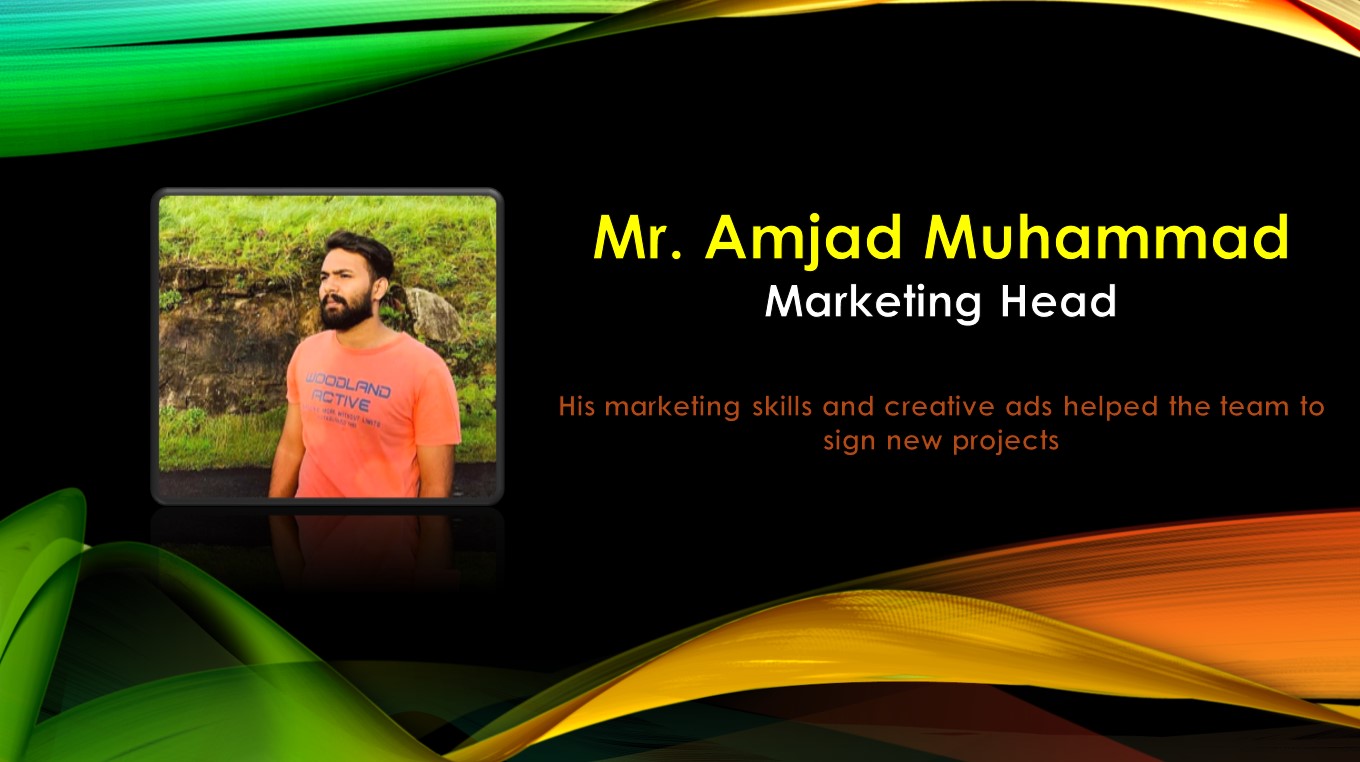 Mr. Amjad Muhammad
Marketing Head
His marketing skills and creative ads helped the team to
sign new projects
WOODLAND
ACTIVE